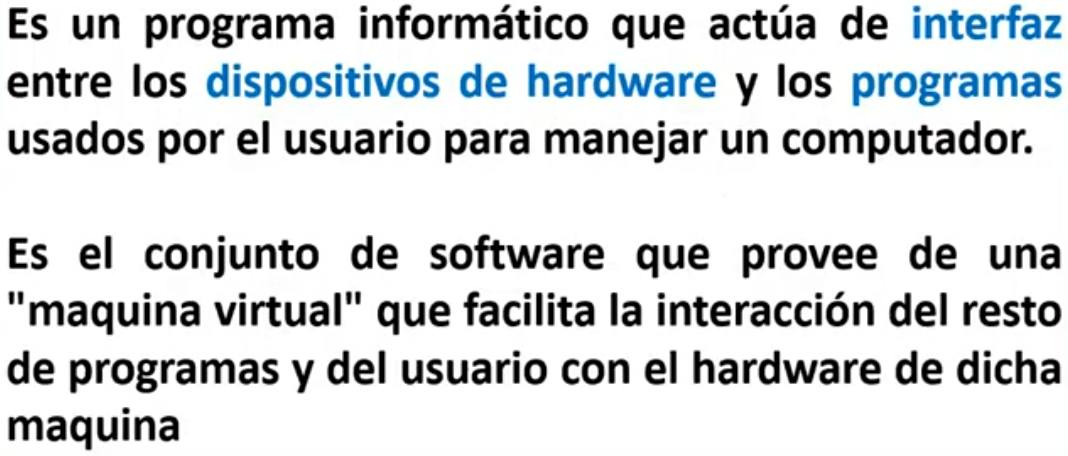 Es un programa informático que actúa de interfaz
entre los dispositivos de hardware y los programas
usados por el usuario para manejar un computador.
Es el conjunto de software que provee de una
"maquina virtual" que facilita la interacción del resto
de programas y del usuario con el hardware de dicha
maquina